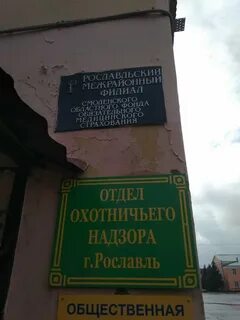 РОСЛАВЛЬСКИЙ
МЕЖРАЙОННЫЙ
ФИЛИАЛ
СМОЛЕНСКОГО
ОБЛАСТНОГО ФОНДА
ОБЯЗАТЕЛЬНОГО
МЕДИЦИНСКОГО
СТРАХОВАНИЯ
ОТДЕЛ
ОХОТНИЧЬЕГО
НАДЗОРА
г.Рославль
ОБЩЕСТВЕННАЯ